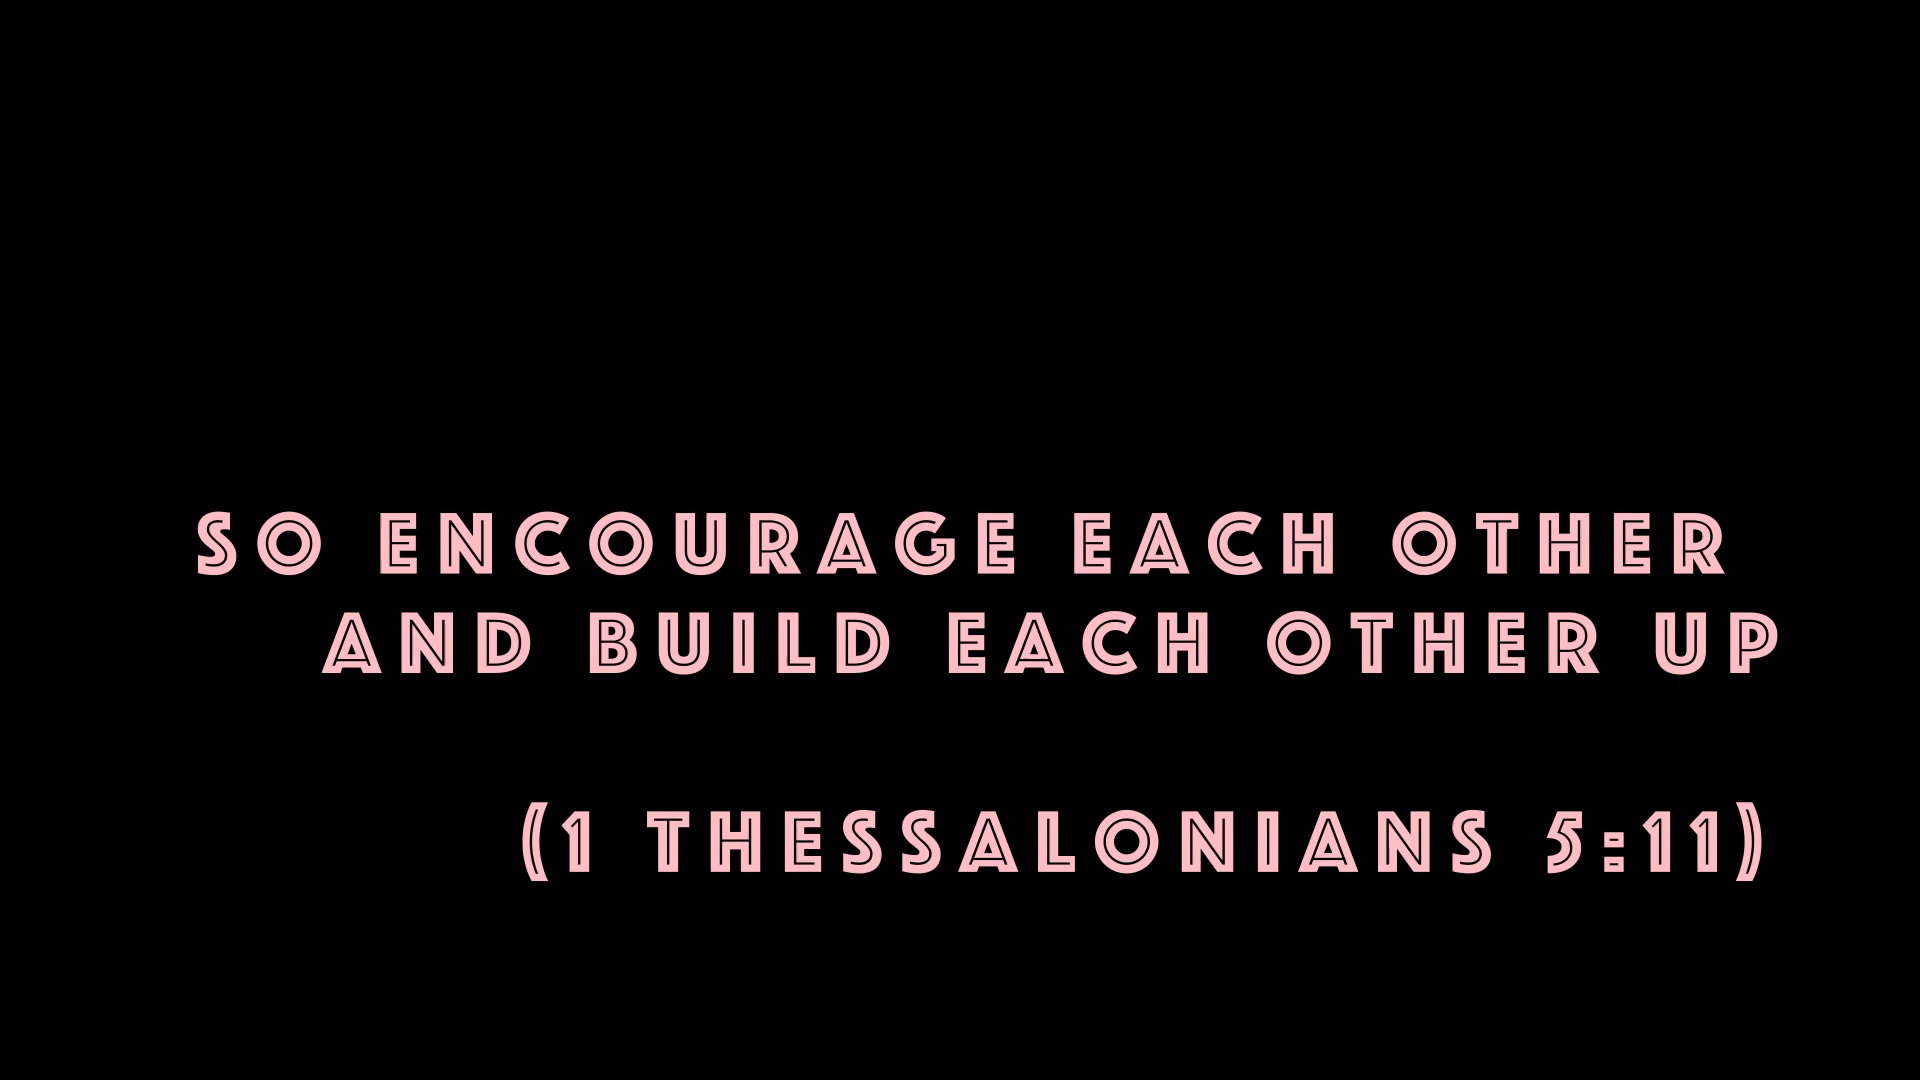 SO ENCOURAGE EACH OTHER
AND BUILD EACH OTHER UP
(1 THESSALONIANS 5:11)